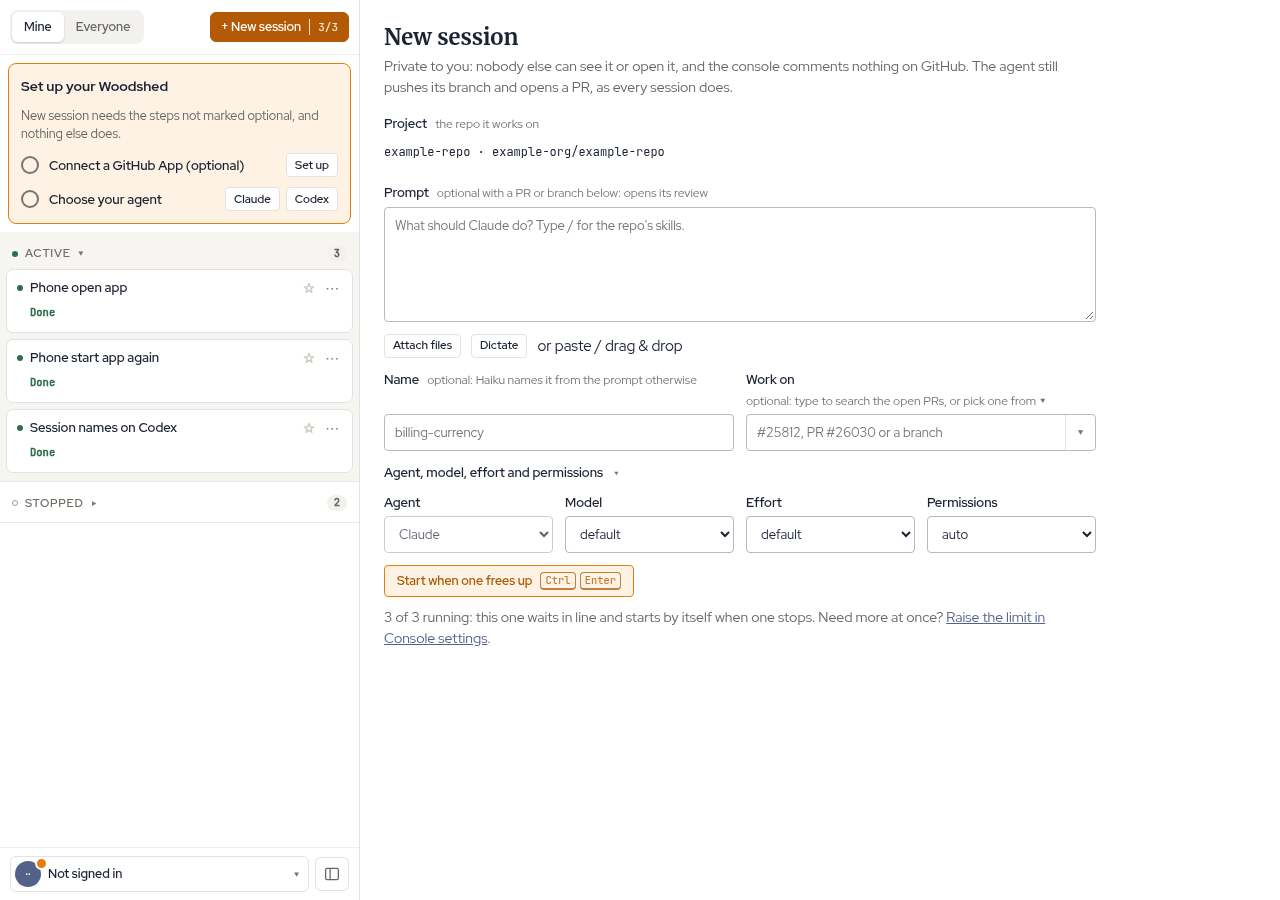 Mine
Everyone
+ New session 3/3
Set up your Woodshed
New session needs the steps not marked optional, and
nothing else does.
Connect a GitHub App (optional)
Set up
Choose your agent
Claude
Codex
ACTIVE
3
Phone open app
Done
Phone start app again
Done
Session names on Codex
Done
STOPPED
2
Not signed in
New session
Private to you: nobody else can see it or open it, and the console comments nothing on GitHub. The agent still
pushes its branch and opens a PR, as every session does.
Project the repo it works on
example-repo · example-org/example-repo
Prompt optional with a PR or branch below: opens its review
What should Claude do? Type / for the repo's skills.
Attach files
Dictate
or paste / drag & drop
Name optional: Haiku names it from the prompt otherwise
billing-currency
Work on
optional: type to search the open PRs, or pick one from
#25812, PR #26030 or a branch
Agent, model, effort and permissions
Agent
Model
Effort
Permissions
Claude
default
default
auto
Start when one frees up Ctrl Enter
3 of 3 running: this one waits in line and starts by itself when one stops. Need more at once? Raise the limit in
Console settings.